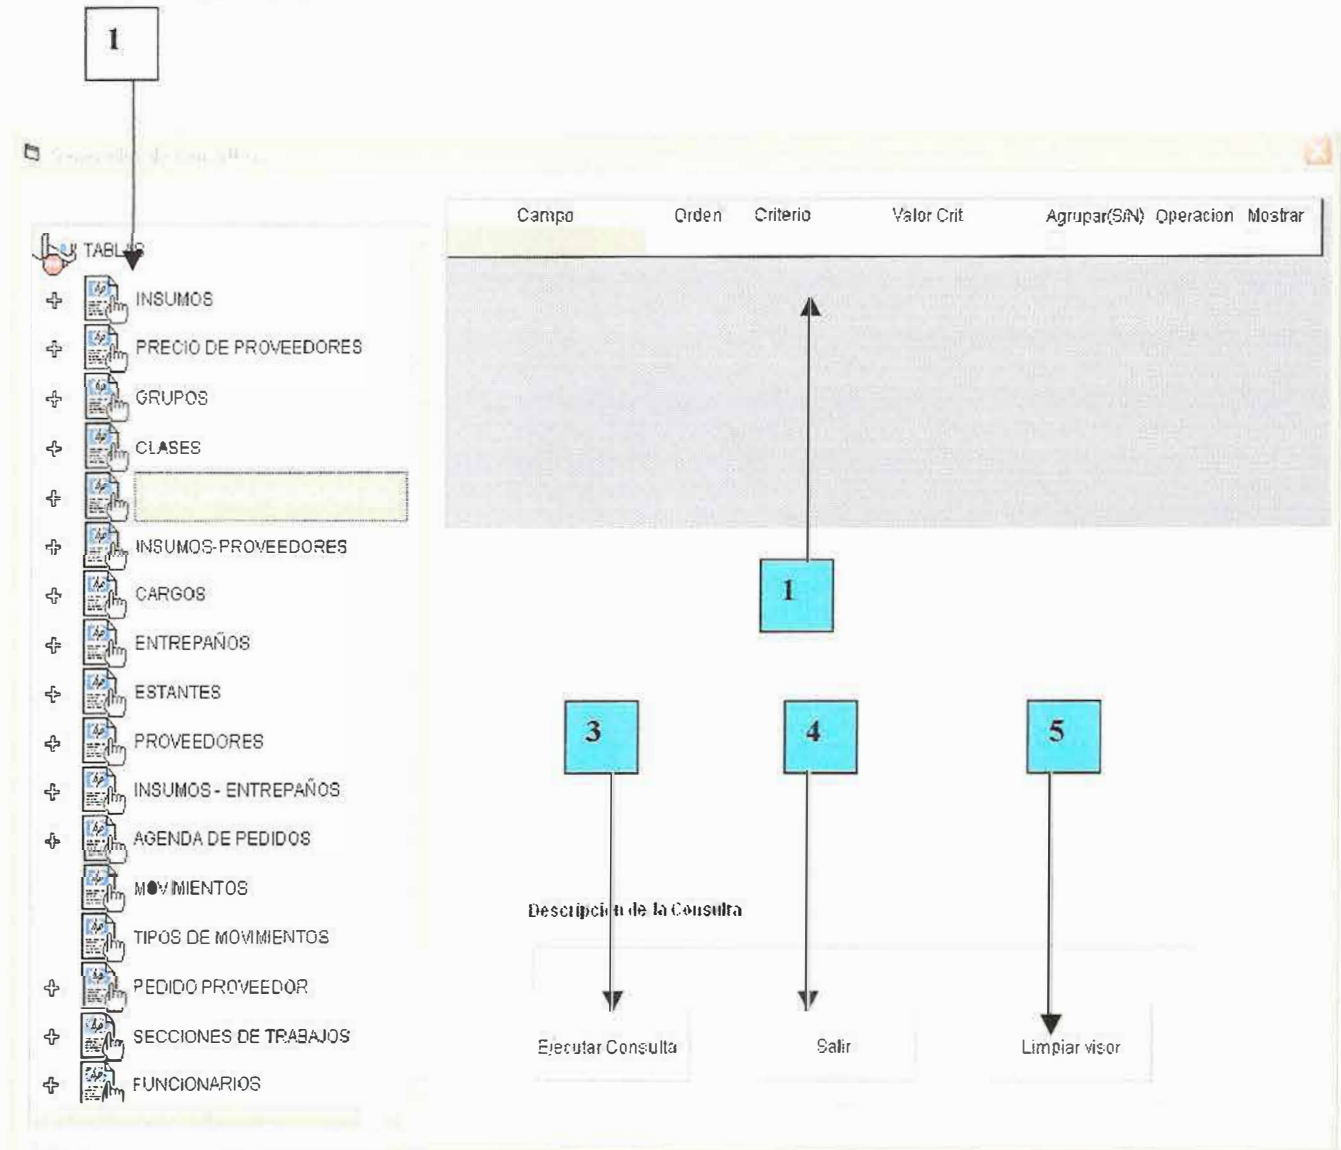 1
Campo Orden Criterio Valor Crit. Agrupar(S/N) Operacion Mostrar
TABLAS
INSUMOS
PRECIO DE PROVEEDORES
GRUPOS
CLASES
INSUMOS-PROVEEDORES
CARGOS
ENTREPAÑOS
ESTANTES
PROVEEDORES
INSUMOS - ENTREPAÑOS
AGENDA DE PEDIDOS
MOVIMIENTOS
TIPOS DE MOVIMIENTOS
PEDIDO PROVEEDOR
SECCIONES DE TRABAJOS
FUNCIONARIOS
1
3 4 5
Descripcion de la Consulta
Ejecutar Consulta Salir Limpiar visor